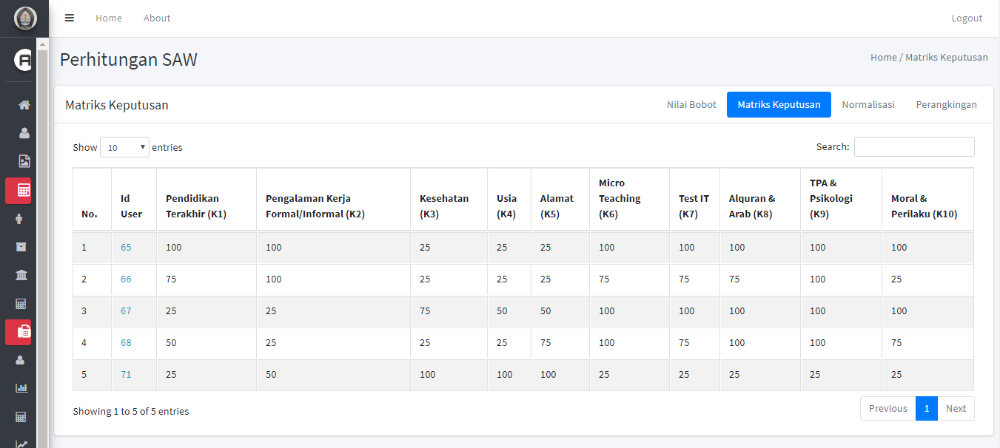 Home About Logout
A
Perhitungan SAW
Home / Matriks Keputusan
Matriks Keputusan
Nilai Bobot Matriks Keputusan Normalisasi Perangkingan
Show 10 entries
Search:
No. Id User Pendidikan Terakhir (K1) Pengalaman Kerja Formal/Informal (K2) Kesehatan (K3) Usia (K4) Alamat (K5) Micro Teaching (K6) Test IT (K7) Alquran & Arab (K8) TPA & Psikologi (K9) Moral & Perilaku (K10)
1 65 100 100 25 25 25 100 100 100 100 100
2 66 75 100 25 25 25 75 75 75 100 25
3 67 25 25 75 50 50 100 100 100 100 100
4 68 50 25 25 25 75 100 75 100 100 75
5 71 25 50 100 100 100 25 25 25 25 25
Showing 1 to 5 of 5 entries
Previous 1 Next